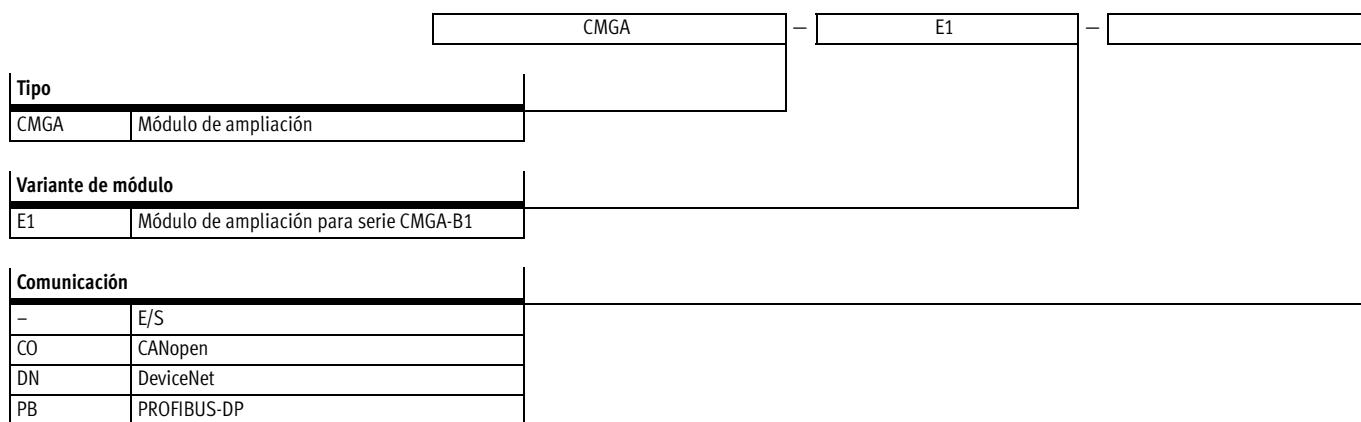 CMGA – E1 –
Tipo
CMGA Módulo de ampliación
Variante de módulo
E1 Módulo de ampliación para serie CMGA-B1
Comunicación
– E/S
CO CANopen
DN DeviceNet
PB PROFIBUS-DP